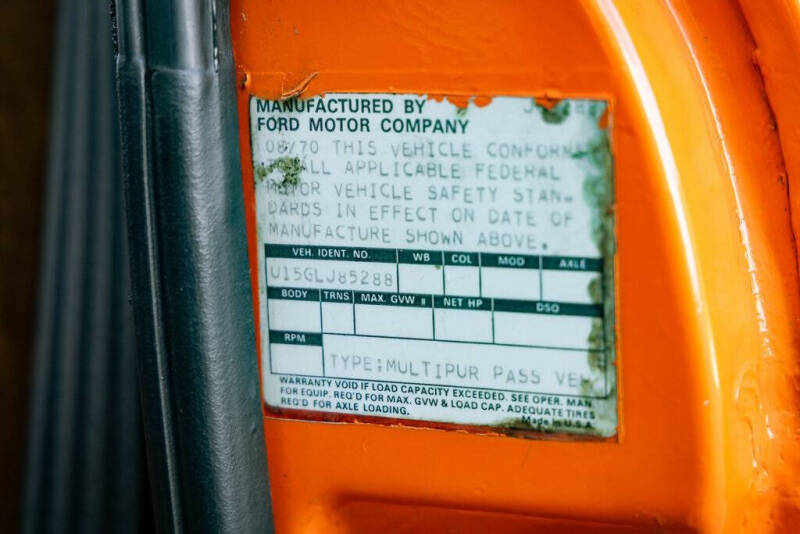 MANUFACTURED BY
FORD MOTOR COMPANY
08/70 THIS VEHICLE CONFORMS
TO ALL APPLICABLE FEDERAL
MOTOR VEHICLE SAFETY STAN-
DARDS IN EFFECT ON DATE OF
MANUFACTURE SHOWN ABOVE.
VEH. IDENT. NO. WB COL MOD AXLE
U15GLJ85288
BODY TRNS MAX. GVW # NET HP DSO
RPM
TYPE:MULTIPUR PASS VEH
WARRANTY VOID IF LOAD CAPACITY EXCEEDED. SEE OPER. MAN.
FOR EQUIP. REQ'D FOR MAX. GVW & LOAD CAP. ADEQUATE TIRES
REQ'D FOR AXLE LOADING.
Made in U.S.A.